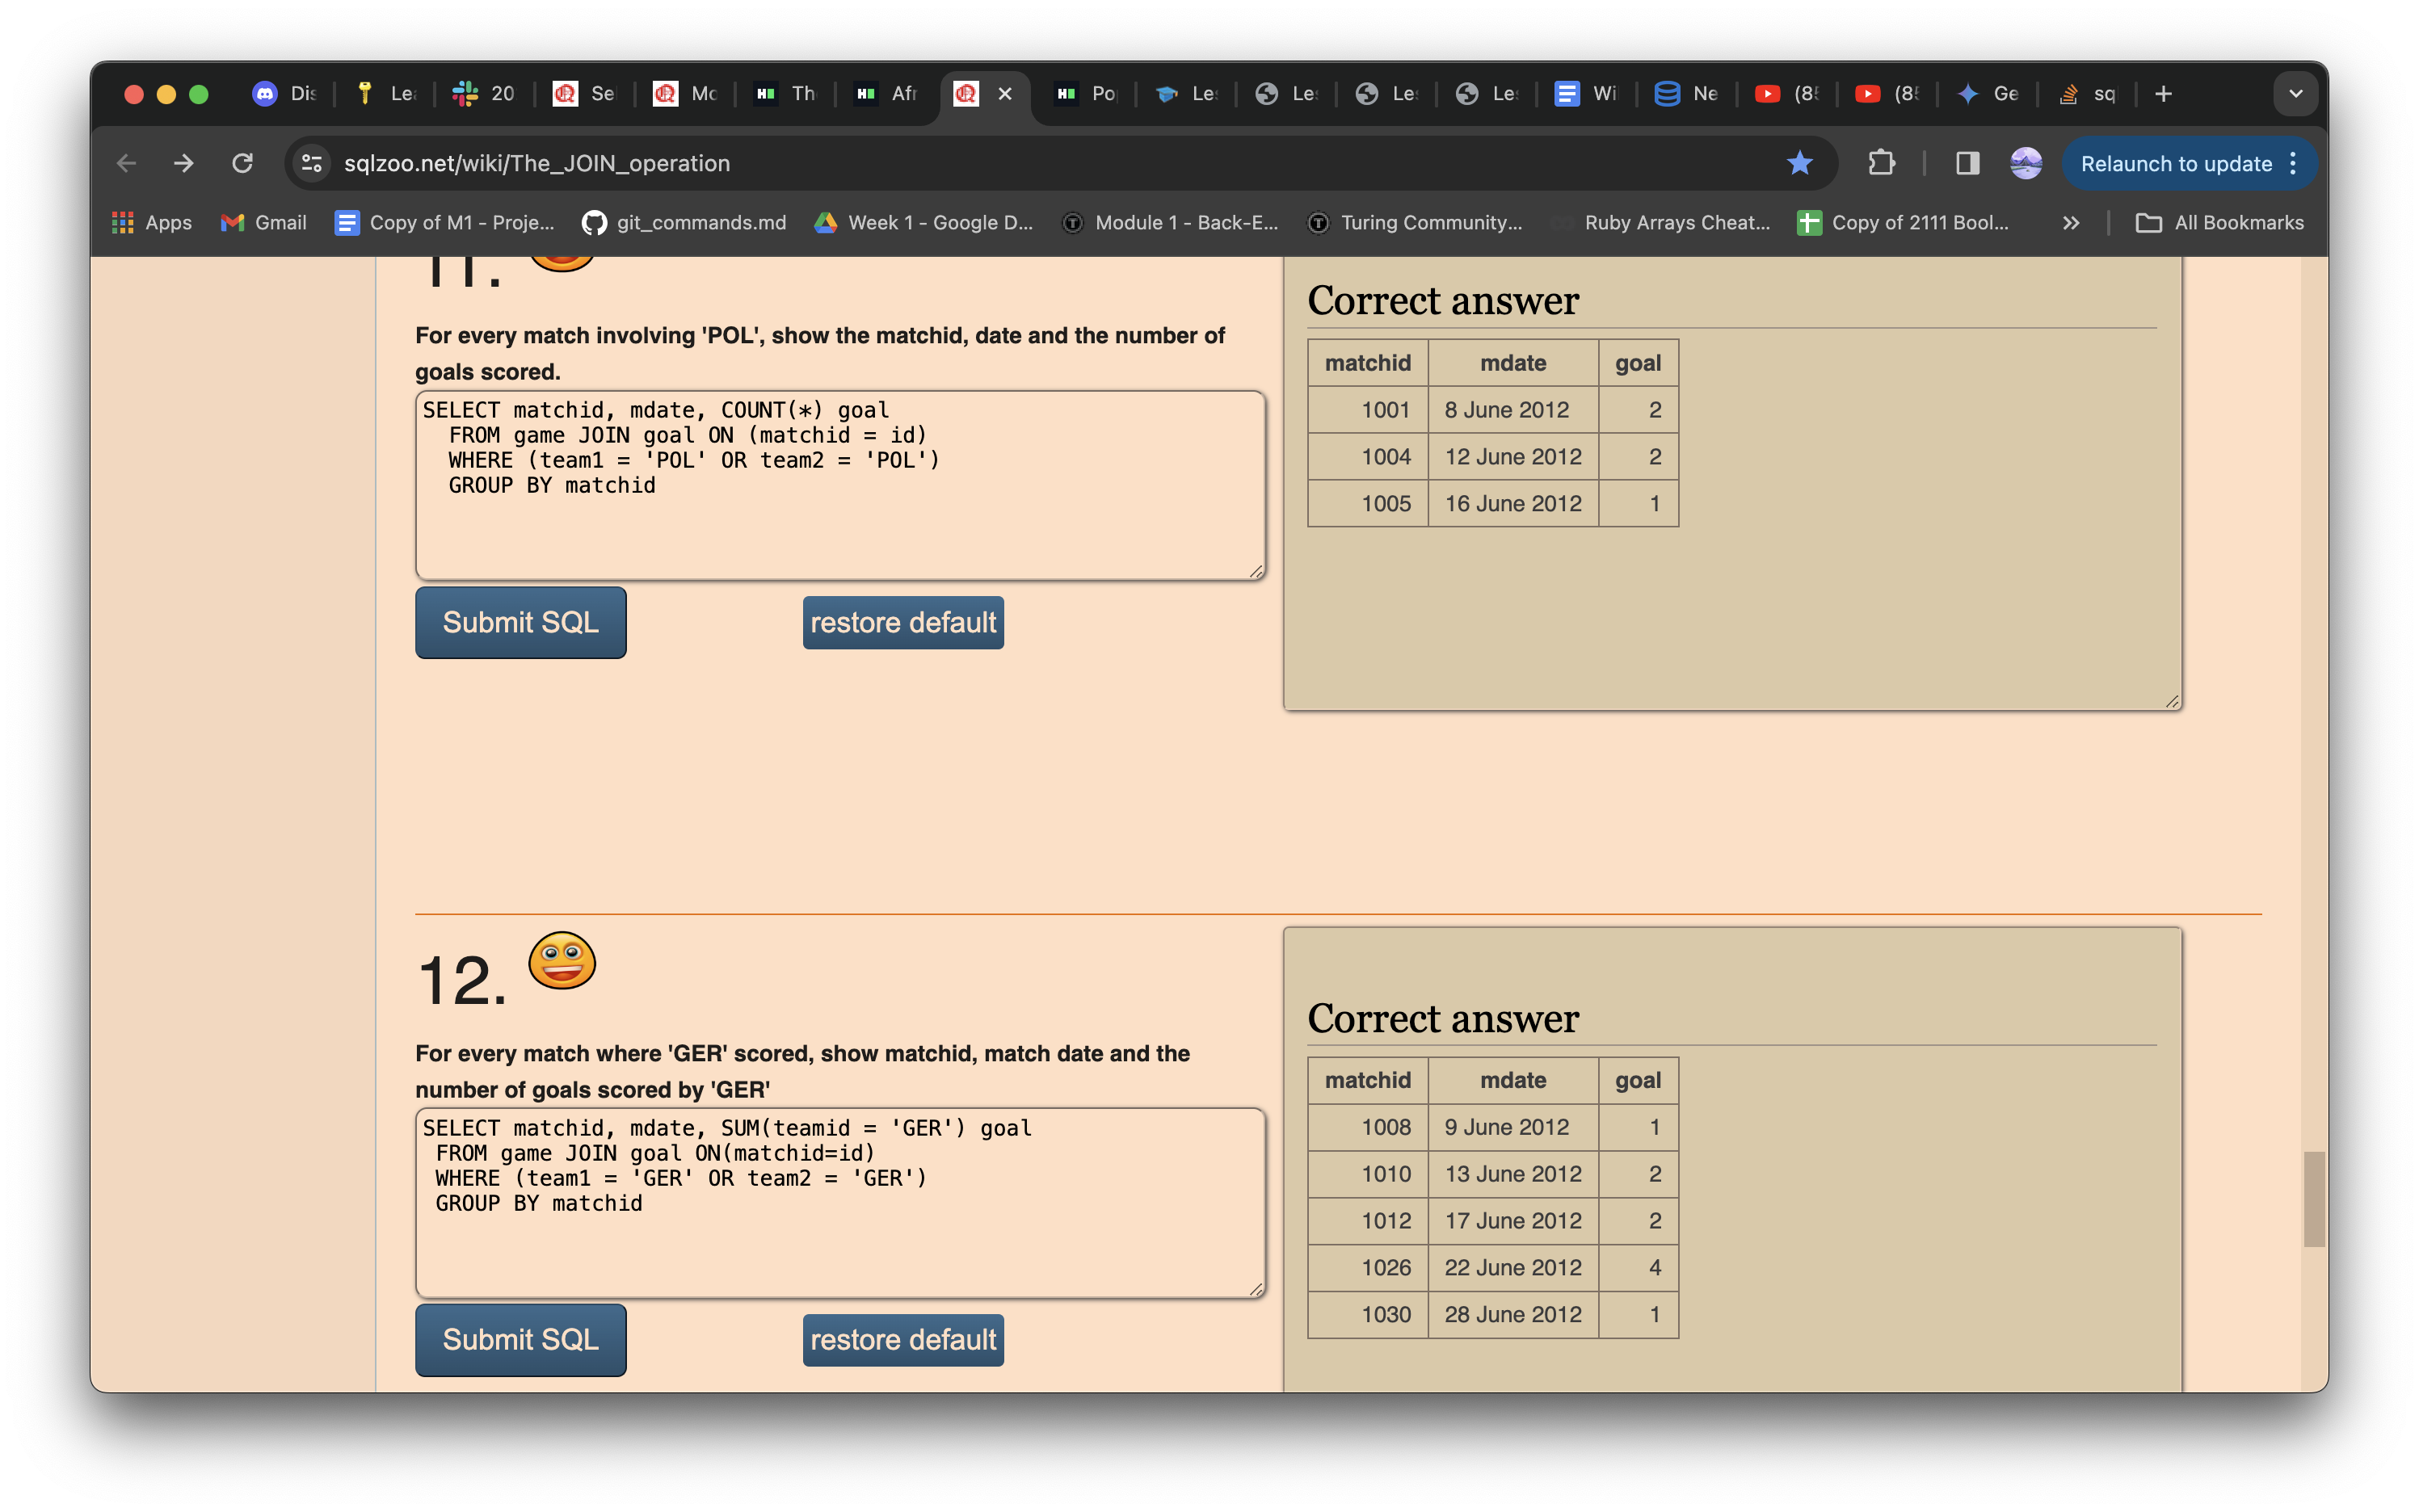 Dis
Lea
20
Se
Mc
Th
Afr
Po
Le
Le
Le
Le
Wi
Ne
(8
(8
Ge
sq
sqlzoo.net/wiki/The_JOIN_operation
Relaunch to update
Apps
Gmail
Copy of M1 - Proje...
git_commands.md
Week 1 - Google D...
Module 1 - Back-E...
Turing Community...
Ruby Arrays Cheat...
Copy of 2111 Bool...
All Bookmarks
11.
For every match involving 'POL', show the matchid, date and the number of
goals scored.
SELECT matchid, mdate, COUNT(*) goal
FROM game JOIN goal ON (matchid = id)
WHERE (team1 = 'POL' OR team2 = 'POL')
GROUP BY matchid
Submit SQL
restore default
Correct answer
matchid mdate goal
1001 8 June 2012 2
1004 12 June 2012 2
1005 16 June 2012 1
12.
For every match where 'GER' scored, show matchid, match date and the
number of goals scored by 'GER'
SELECT matchid, mdate, SUM(teamid = 'GER') goal
FROM game JOIN goal ON(matchid=id)
WHERE (team1 = 'GER' OR team2 = 'GER')
GROUP BY matchid
Submit SQL
restore default
Correct answer
matchid mdate goal
1008 9 June 2012 1
1010 13 June 2012 2
1012 17 June 2012 2
1026 22 June 2012 4
1030 28 June 2012 1